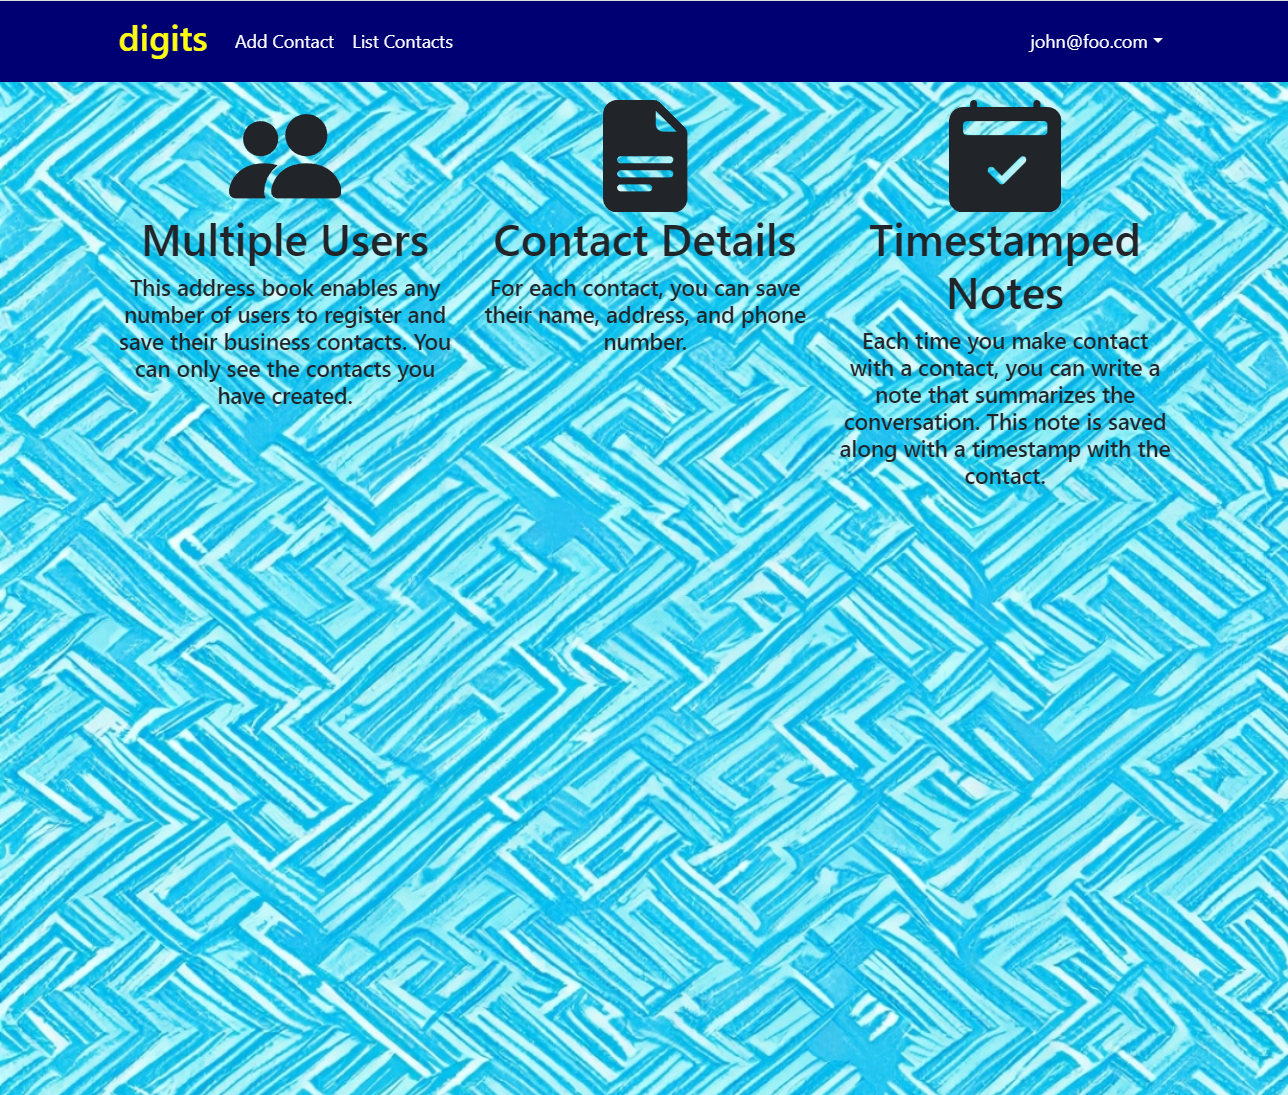 digits
Add Contact
List Contacts
john@foo.com
Multiple Users
This address book enables any
number of users to register and
save their business contacts. You
can only see the contacts you
have created.
Contact Details
For each contact, you can save
their name, address, and phone
number.
Timestamped
Notes
Each time you make contact
with a contact, you can write a
note that summarizes the
conversation. This note is saved
along with a timestamp with the
contact.